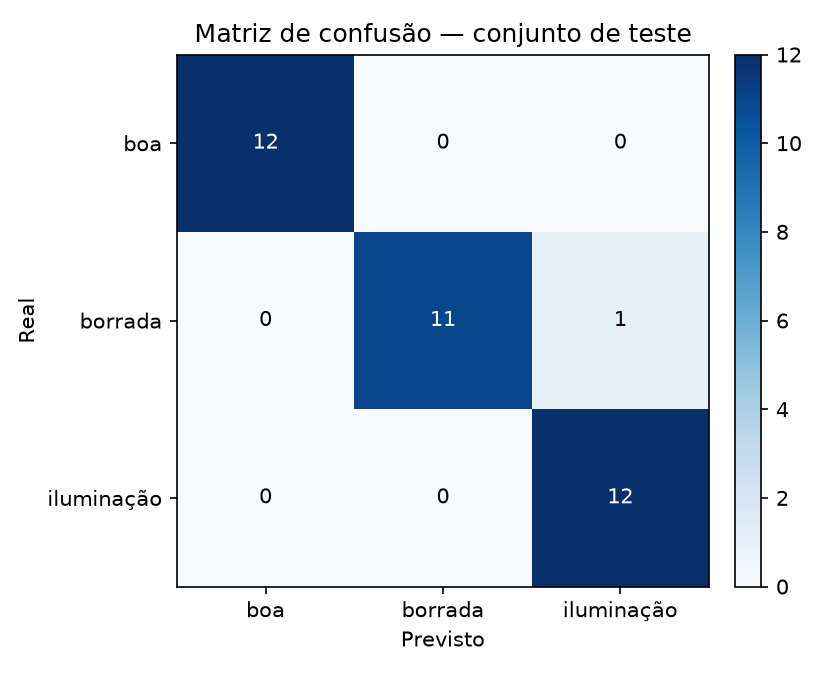 Matriz de confusão — conjunto de teste
boa 12 0 0
borrada 0 11 1
iluminação 0 0 12
Real
boa borrada iluminação
Previsto
12
10
8
6
4
2
0